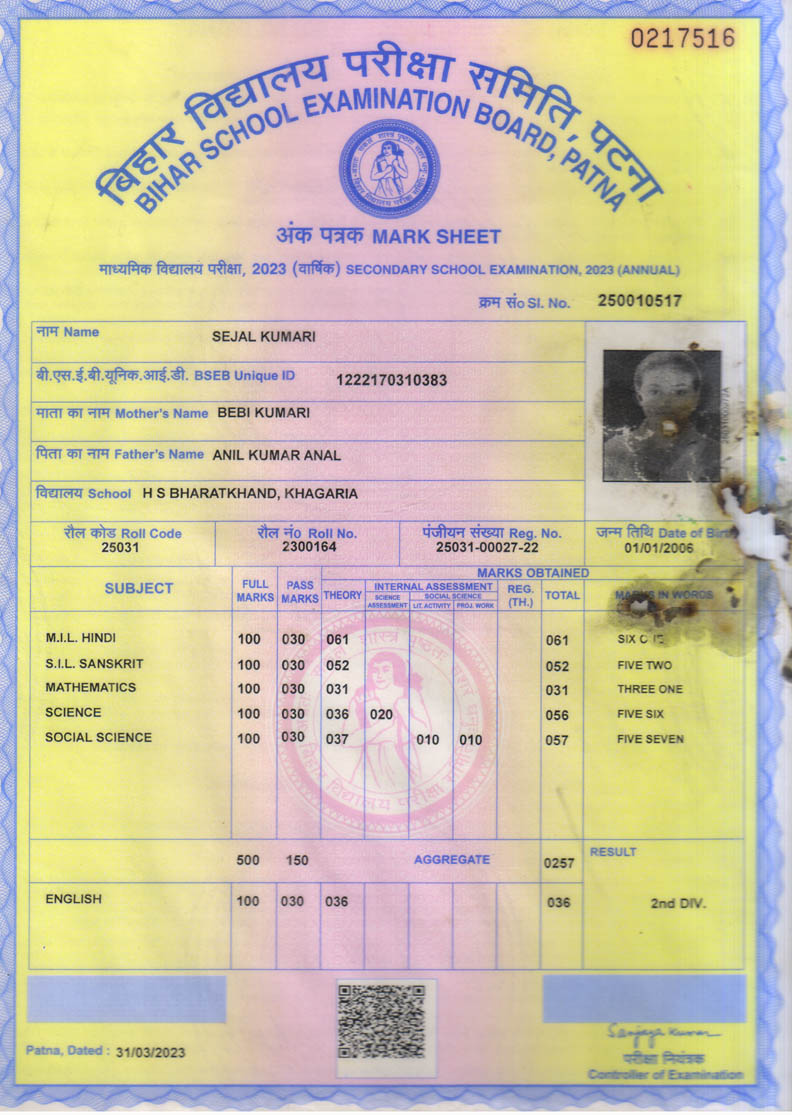 0217516
बिहार विद्यालय परीक्षा समिति, पटना
BIHAR SCHOOL EXAMINATION BOARD, PATNA
अंक पत्रक MARK SHEET
माध्यमिक विद्यालय परीक्षा, 2023 (वार्षिक) SECONDARY SCHOOL EXAMINATION, 2023 (ANNUAL)
क्रम सं० Sl. No. 250010517
नाम Name SEJAL KUMARI
बी.एस.ई.बी.यूनिक.आई.डी. BSEB Unique ID 1222170310383
माता का नाम Mother's Name BEBI KUMARI
पिता का नाम Father's Name ANIL KUMAR ANAL
विद्यालय School H S BHARATKHAND, KHAGARIA
रौल कोड Roll Code रौल नं० Roll No. पंजीयन संख्या Reg. No. जन्म तिथि Date of Birth
25031 2300164 25031-00027-22 01/01/2006
SUBJECT FULL MARKS PASS MARKS MARKS OBTAINED
THEORY INTERNAL ASSESSMENT REG. (TH.) TOTAL MARKS IN WORDS
SCIENCE ASSESSMENT SOCIAL SCIENCE
LIT. ACTIVITY PROJ. WORK
M.I.L. HINDI 100 030 061 061 SIX
S.I.L. SANSKRIT 100 030 052 052 FIVE TWO
MATHEMATICS 100 030 031 031 THREE ONE
SCIENCE 100 030 036 020 056 FIVE SIX
SOCIAL SCIENCE 100 030 037 010 010 057 FIVE SEVEN
500 150 AGGREGATE 0257 RESULT
ENGLISH 100 030 036 036 2nd DIV.
Sanjaya Kumar
Patna, Dated : 31/03/2023
परीक्षा नियंत्रक
Controller of Examination